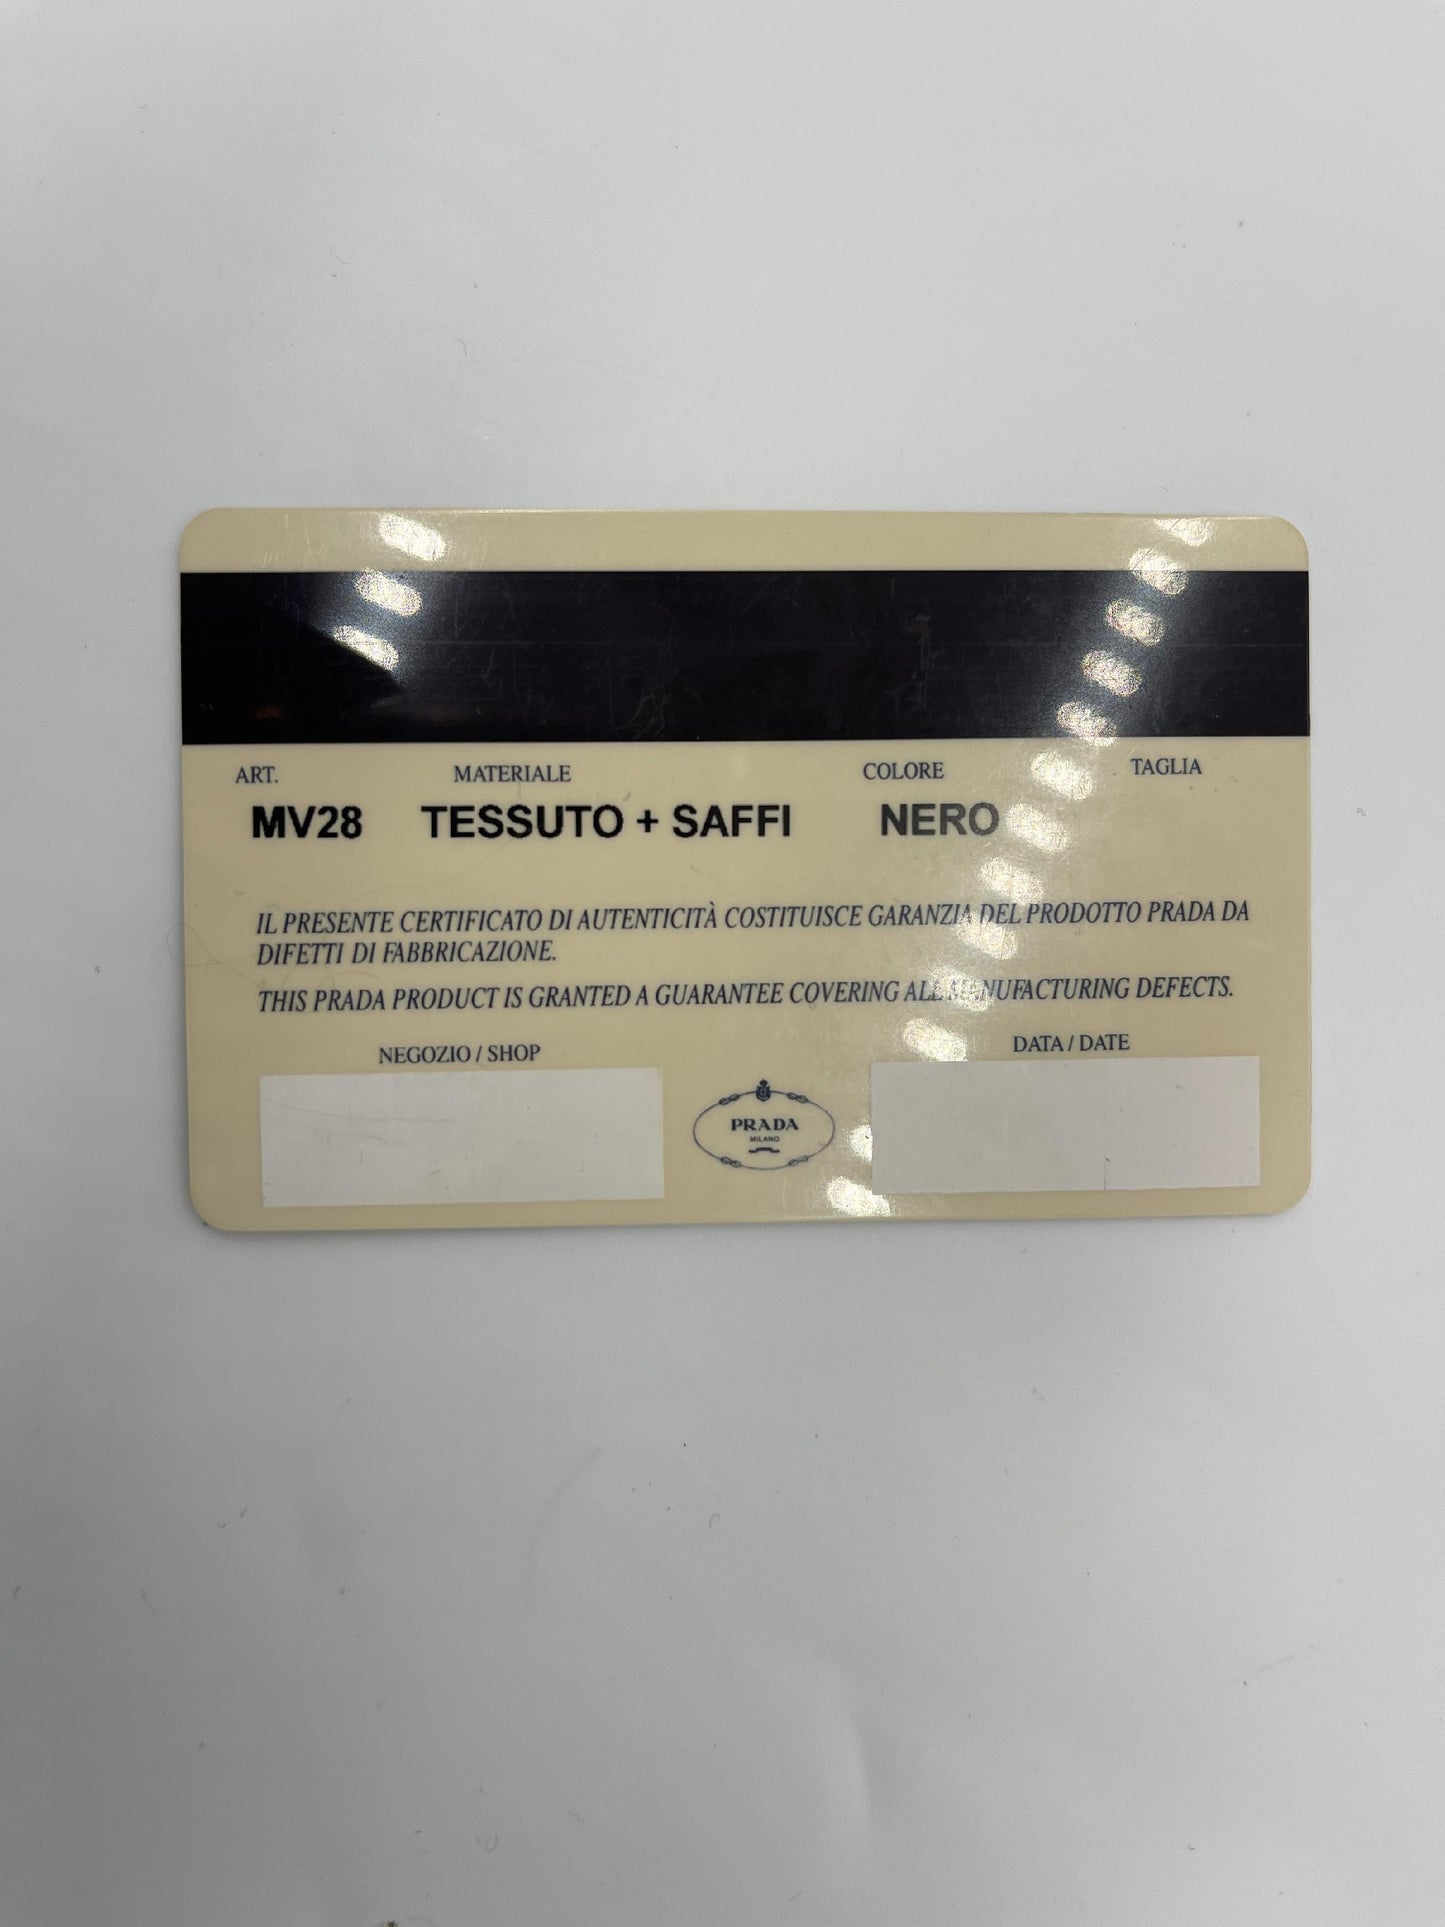 ART. MATERIALE COLORE TAGLIA
MV28 TESSUTO + SAFFI NERO
IL PRESENTE CERTIFICATO DI AUTENTICITÀ COSTITUISCE GARANZIA DEL PRODOTTO PRADA DA
DIFETTI DI FABBRICAZIONE.
THIS PRADA PRODUCT IS GRANTED A GUARANTEE COVERING ALL MANUFACTURING DEFECTS.
NEGOZIO / SHOP DATA / DATE
PRADA
MILANO